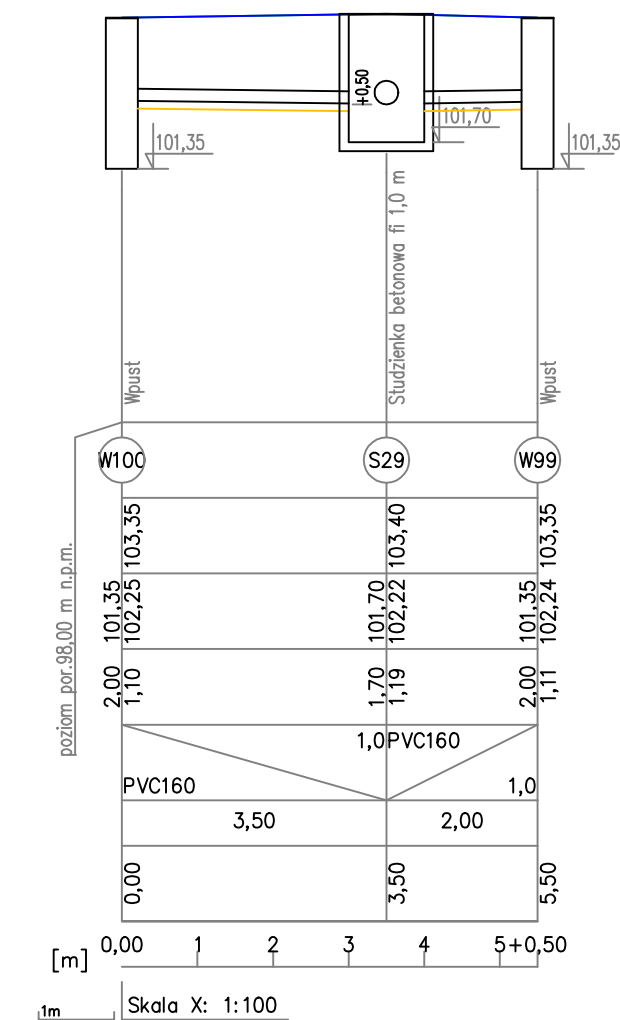 +0,50
101,35
101,70
101,35
Wpust
Studzienka betonowa fi 1,0 m
Wpust
W100
S29
W99
poziom por.98,00 m n.p.m.
103,35
103,40
103,35
101,35
102,25
101,70
102,22
101,35
102,24
2,00
1,10
1,70
1,19
2,00
1,11
1,0
PVC160
PVC160
1,0
3,50
2,00
0,00
3,50
5,50
[m]
0,00 1 2 3 4 5+0,50
1m
Skala X: 1:100